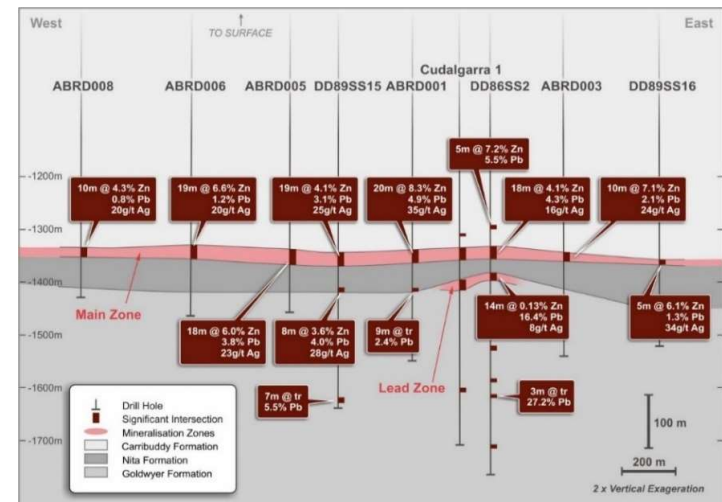 West
TO SURFACE
East
Cudalgarra 1
ABRD008
ABRD006
ABRD005
DD89SS15
ABRD001
DD86SS2
ABRD003
DD89SS16
5m @ 7.2% Zn
5.5% Pb
-1200m
10m @ 4.3% Zn
0.8% Pb
20g/t Ag
19m @ 6.6% Zn
1.2% Pb
20g/t Ag
19m @ 4.1% Zn
3.1% Pb
25g/t Ag
20m @ 8.3% Zn
4.9% Pb
35g/t Ag
18m @ 4.1% Zn
4.3% Pb
16g/t Ag
10m @ 7.1% Zn
2.1% Pb
24g/t Ag
-1300m
-1400m
Main Zone
18m @ 6.0% Zn
3.8% Pb
23g/t Ag
8m @ 3.6% Zn
4.0% Pb
28g/t Ag
9m @ tr
2.4% Pb
14m @ 0.13% Zn
16.4% Pb
8g/t Ag
5m @ 6.1% Zn
1.3% Pb
34g/t Ag
-1500m
Lead Zone
-1600m
7m @ tr
5.5% Pb
3m @ tr
27.2% Pb
-1700m
Drill Hole
Significant Intersection
Mineralisation Zones
Carribuddy Formation
Nita Formation
Goldwyer Formation
100 m
200 m
2 x Vertical Exaggeration